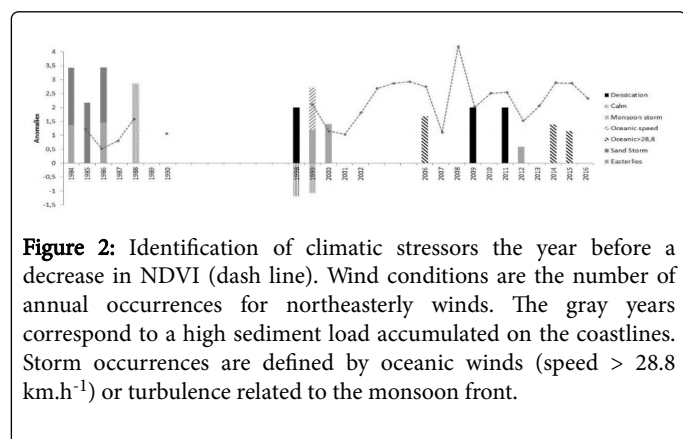 4
3,5
3
2,5
2
1,5
1
0,5
0
-0,5
-1
-1,5
Anomalies
1984
1985
1986
1987
1988
1989
1990
1998
1999
2000
2001
2002
2006
2007
2008
2009
2010
2011
2012
2013
2014
2015
2016
Dessication
Calm
Monsoon storm
Oceanic speed
Oceanic>28,8
Sand Storm
Easterlies
Figure 2: Identification of climatic stressors the year before a
decrease in NDVI (dash line). Wind conditions are the number of
annual occurrences for northeasterly winds. The gray years
correspond to a high sediment load accumulated on the coastlines.
Storm occurrences are defined by oceanic winds (speed > 28.8
km.h-1) or turbulence related to the monsoon front.